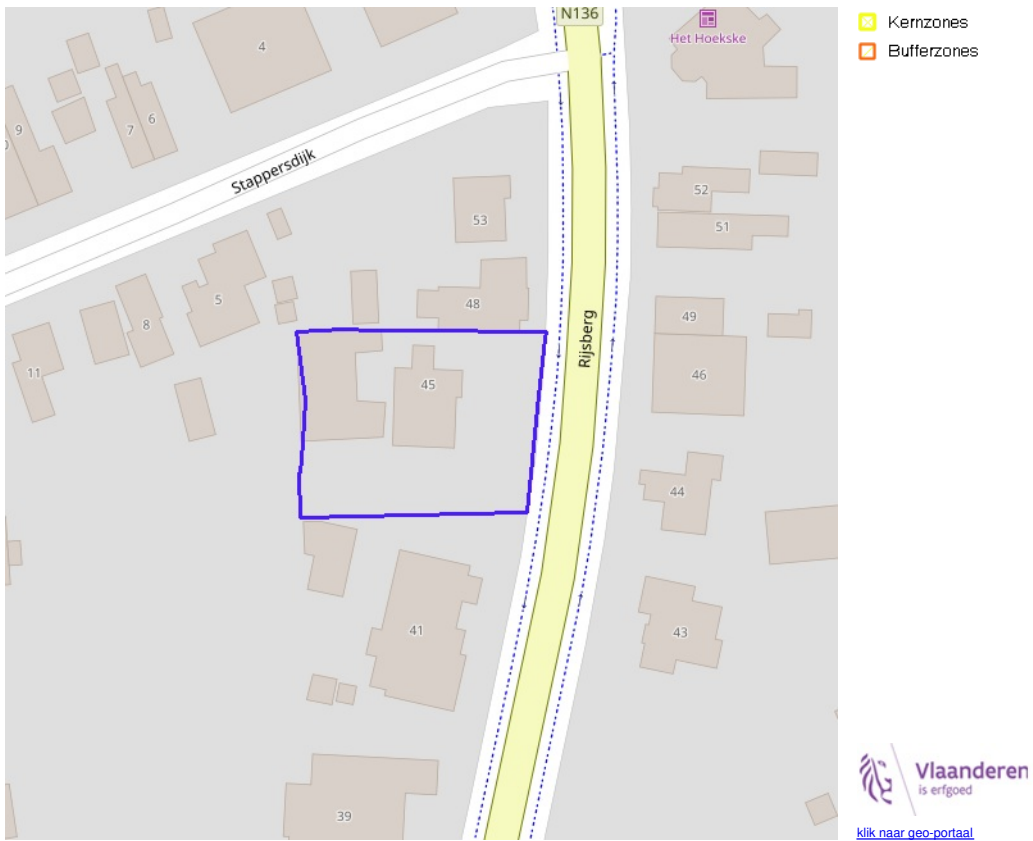 N136
Het Hoekske
4
9
6
7
Stappersdijk
52
53
51
5
48
8
49
Rijsberg
11
46
45
44
41
43
39
Kernzones
Bufferzones
Vlaanderen
is erfgoed
klik naar geo-portaal